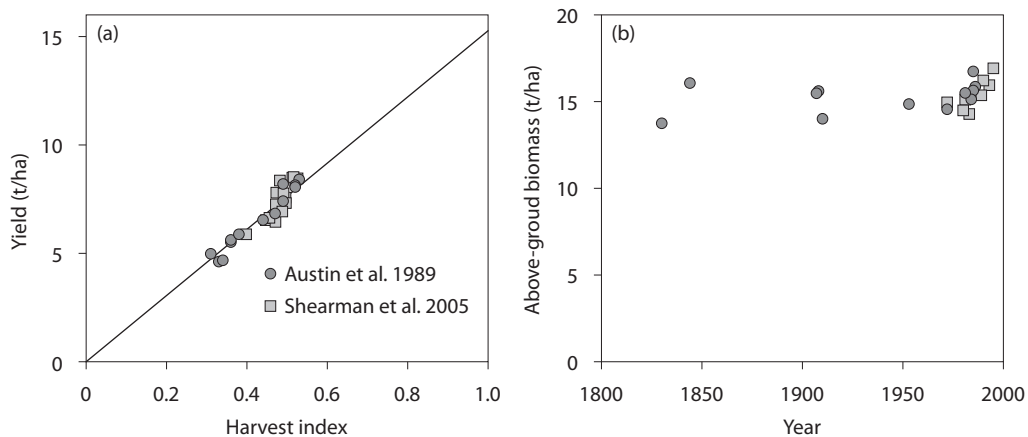 (a)
15
10
5
0
Yield (t/ha)
Austin et al. 1989
Shearman et al. 2005
0 0.2 0.4 0.6 0.8 1.0
Harvest index
(b)
20
15
10
5
0
Above-groud biomass (t/ha)
1800 1850 1900 1950 2000
Year